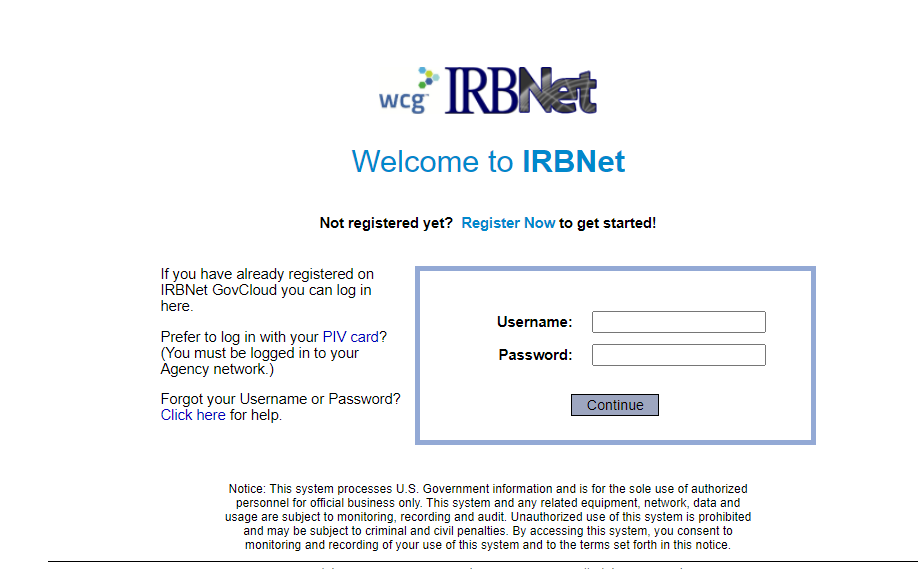 wcg IRBNet
Welcome to IRBNet
Not registered yet? Register Now to get started!
If you have already registered on
IRBNet GovCloud you can log in
here.
Prefer to log in with your PIV card?
(You must be logged in to your
Agency network.)
Forgot your Username or Password?
Click here for help.
Username:
Password:
Continue
Notice: This system processes U.S. Government information and is for the sole use of authorized
personnel for official business only. This system and any related equipment, network, data and
usage are subject to monitoring, recording and audit. Unauthorized use of this system is prohibited
and may be subject to criminal and civil penalties. By accessing this system, you consent to
monitoring and recording of your use of this system and to the terms set forth in this notice.